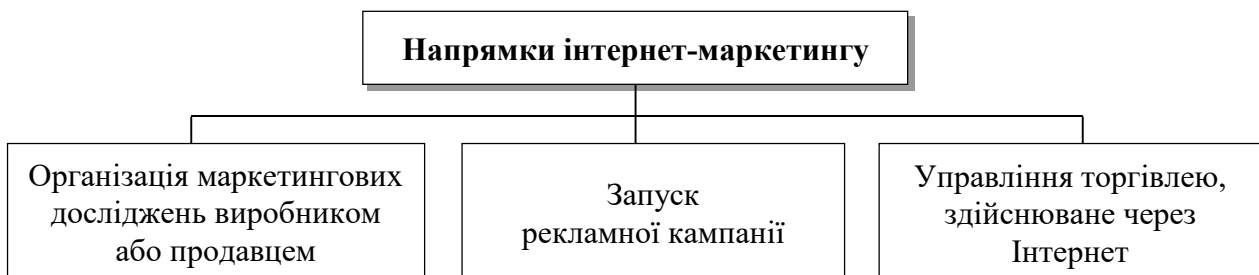 Напрямки інтернет-маркетингу
Організація маркетингових
досліджень виробником
або продавцем
Запуск
рекламної кампанії
Управління торгівлею,
здійснюване через
Інтернет